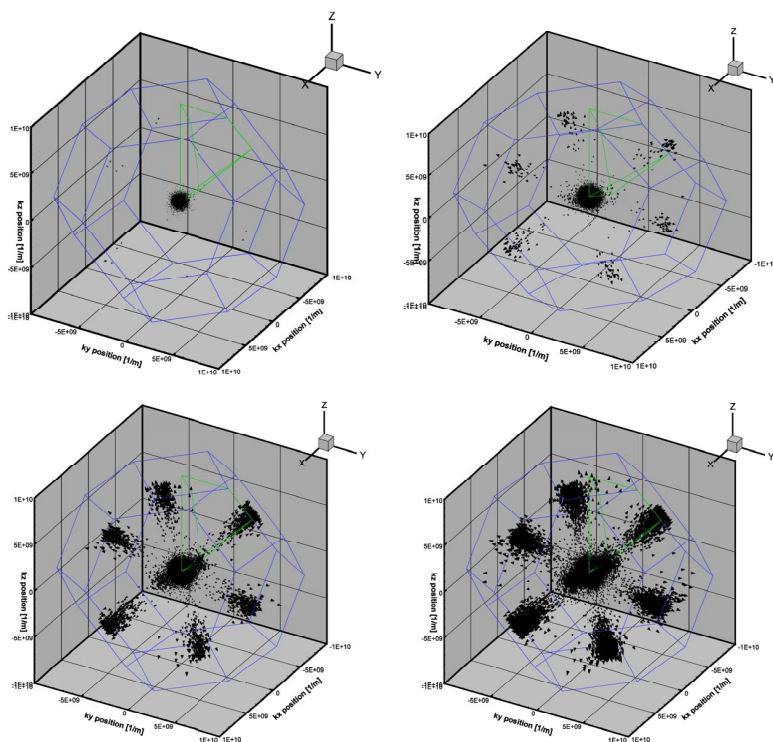 Z
Y
X
1E+10
5E+09
0
-5E+09
-1E+10
kz position [1/m]
-5E+09
0
5E+09
1E+10
ky position [1/m]
1E+10
5E+09
0
-5E+09
1E+10
kx position [1/m]
Z
Y
X
1E+10
5E+09
0
-5E+09
-1E+10
kz position [1/m]
-5E+09
0
5E+09
1E+10
ky position [1/m]
1E+10
5E+09
0
-5E+09
-1E+10
kx position [1/m]
Z
Y
X
1E+10
5E+09
0
-5E+09
-1E+10
kz position [1/m]
-5E+09
0
5E+09
1E+10
ky position [1/m]
1E+10
5E+09
0
-5E+09
-1E+10
kx position [1/m]
Z
Y
X
1E+10
5E+09
0
-5E+09
-1E+10
kz position [1/m]
-5E+09
0
5E+09
1E+10
ky position [1/m]
1E+10
5E+09
0
-5E+09
-1E+10
kx position [1/m]